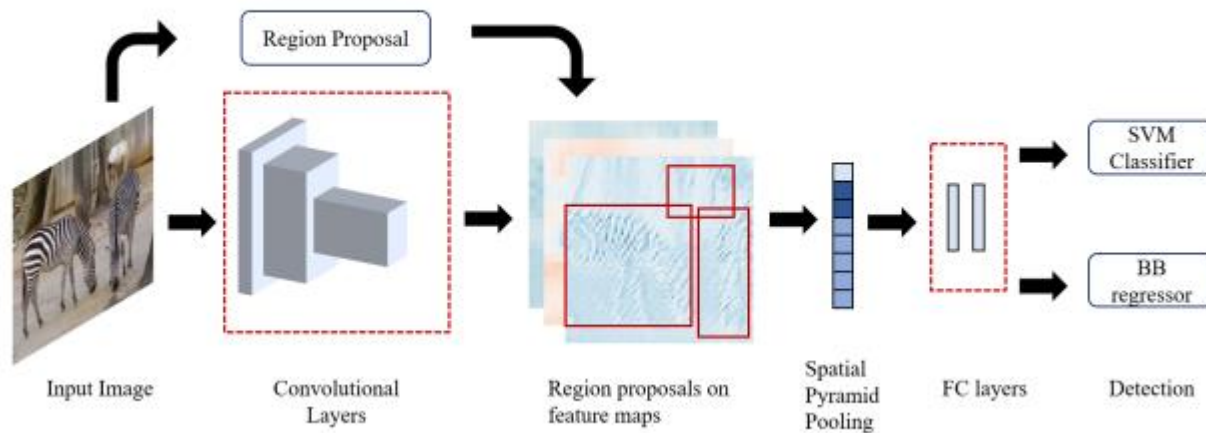 Region Proposal
SVM
Classifier
BB
regressor
Input Image
Convolutional
Layers
Region proposals on
feature maps
Spatial
Pyramid
Pooling
FC layers
Detection